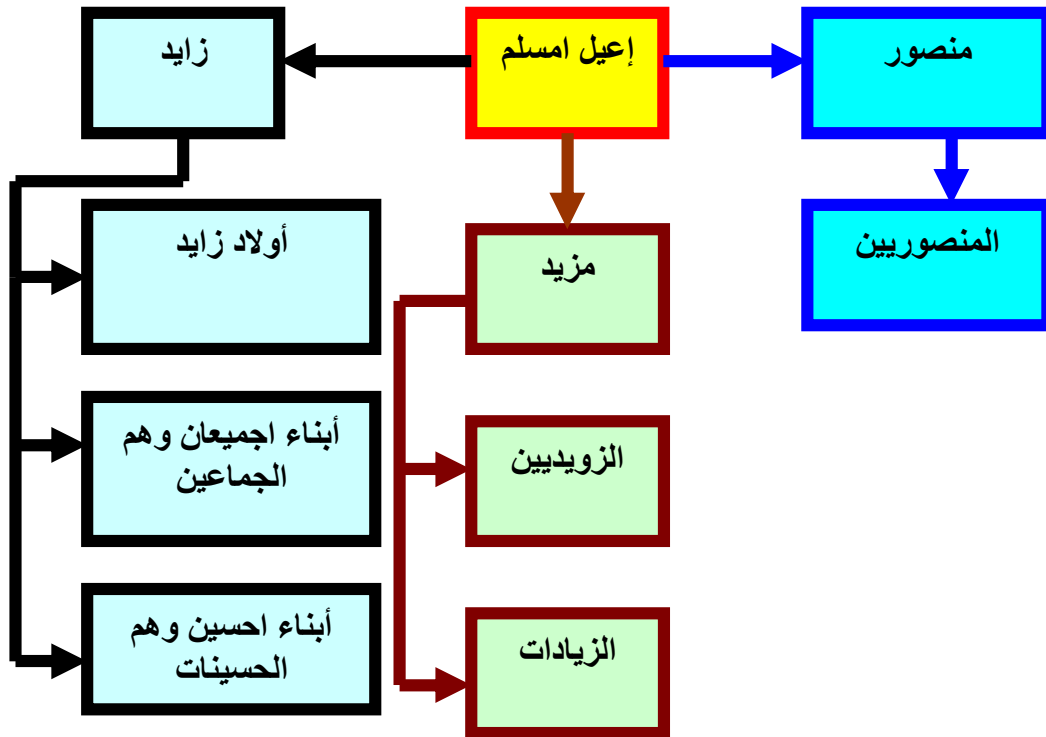 منصور
إعيل امسلم
زايد
المنصوريين
مزيد
أولاد زايد
الزويديين
أبناء اجميعان وهم
الجماعين
الزيادات
أبناء احسين وهم
الحسينات